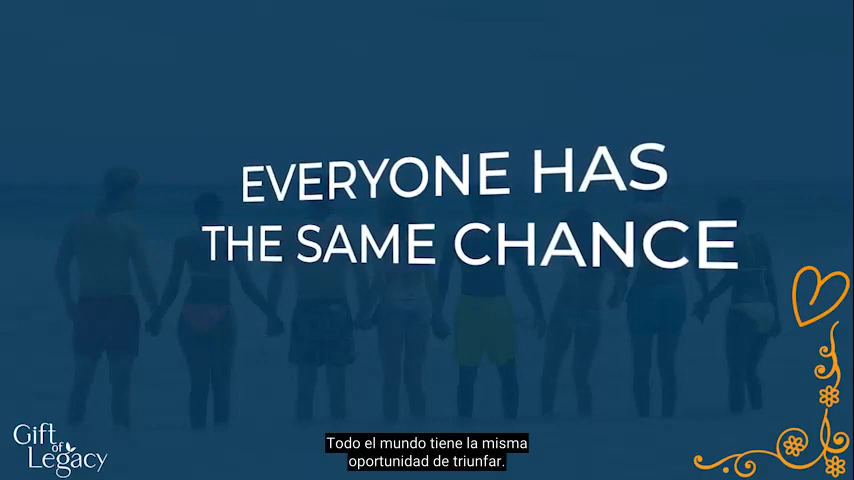 EVERYONE HAS
THE SAME CHANCE
Gift
of
Legacy
Todo el mundo tiene la misma
oportunidad de triunfar.